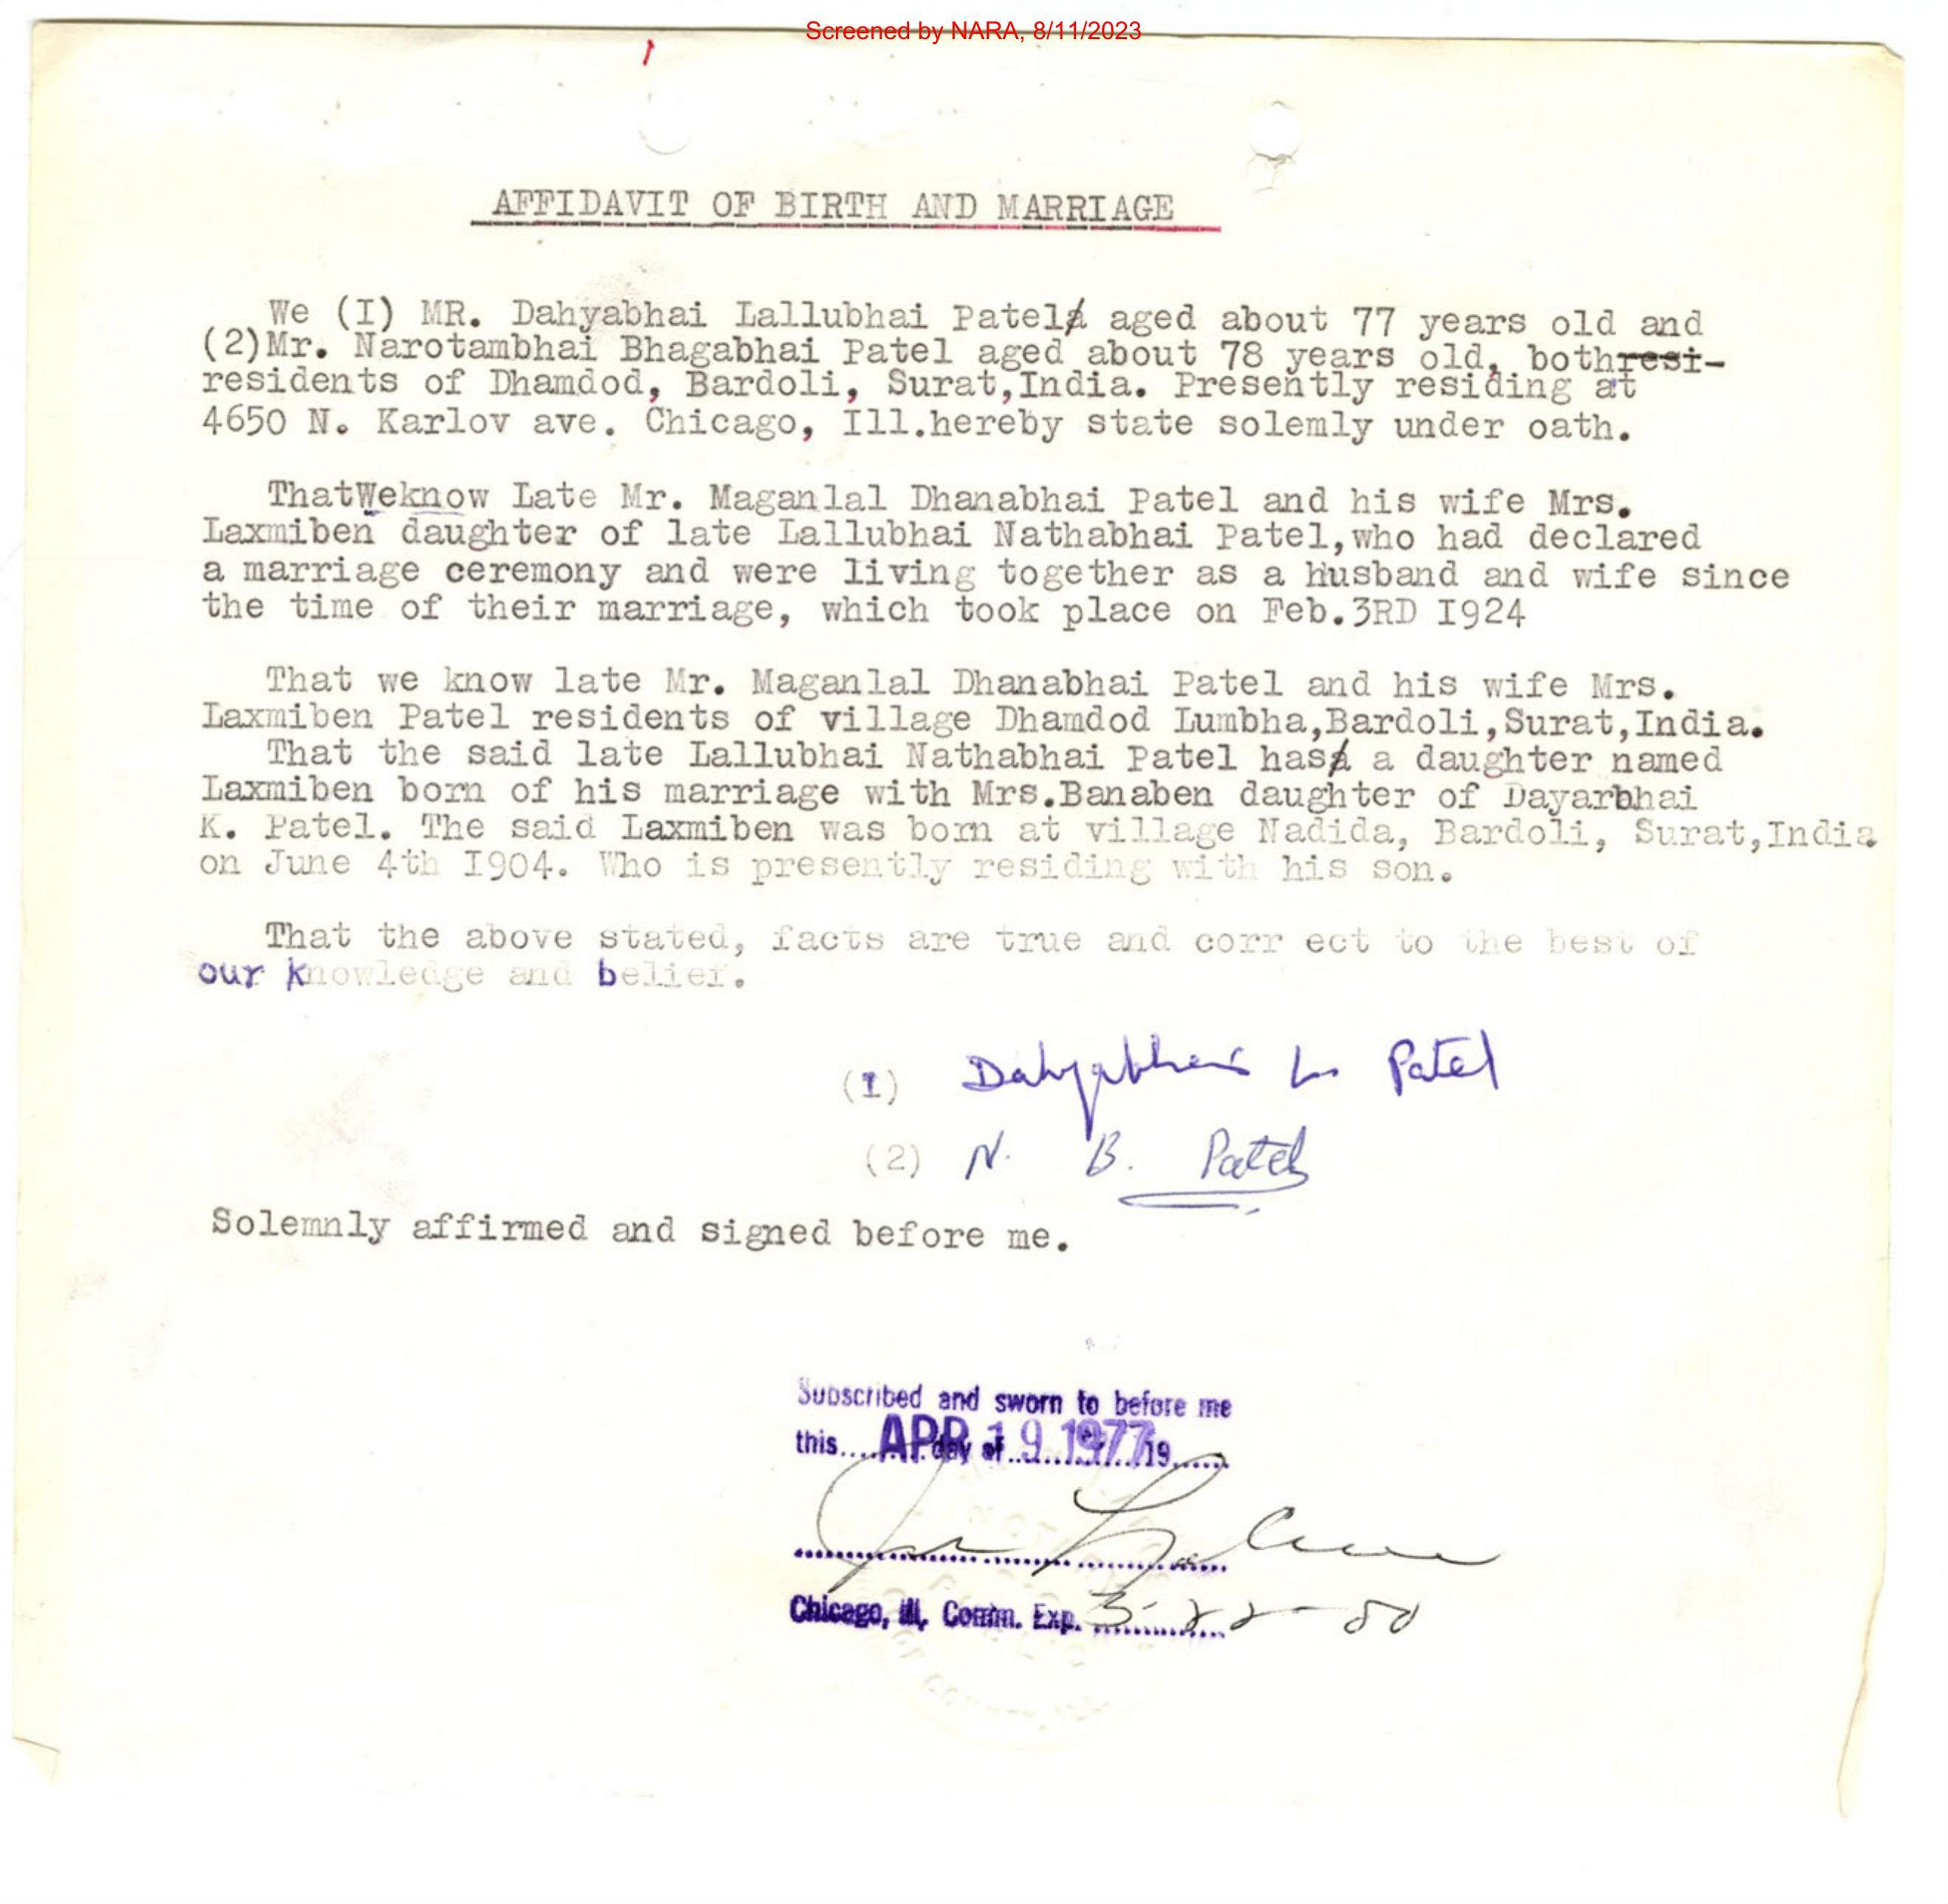 Screened by NARA, 8/11/2023
AFFIDAVIT OF BIRTH AND MARRIAGE
We (I) MR. Dahyabhai Lallubhai Patel aged about 77 years old and
(2)Mr. Narotambhai Bhagabhai Patel aged about 78 years old, bothresi-
residents of Dhamdod, Bardoli, Surat,India. Presently residing at
4650 N. Karlov ave. Chicago, Ill.hereby state solemly under oath.
ThatWeknow Late Mr. Maganlal Dhanabhai Patel and his wife Mrs.
Laxmiben daughter of late Lallubhai Nathabhai Patel,who had declared
a marriage ceremony and were living together as a Husband and wife since
the time of their marriage, which took place on Feb.3RD I924
That we know late Mr. Maganlal Dhanabhai Patel and his wife Mrs.
Laxmiben Patel residents of village Dhamdod Lumbha,Bardoli,Surat,India.
That the said late Lallubhai Nathabhai Patel has a daughter named
Laxmiben born of his marriage with Mrs.Banaben daughter of Dayarbhai
K. Patel. The said Laxmiben was born at village Nadida, Bardoli, Surat,India
on June 4th I904. Who is presently residing with his son.
That the above stated, facts are true and corr ect to the best of
our knowledge and belief.
(1) Dahyabhai L. Patel
(2) N. B. Patel
Solemnly affirmed and signed before me.
Subscribed and sworn to before me
this........day of..............19......
APR 19 1977
Chicago, Ill. Comm. Exp. 3-22-80